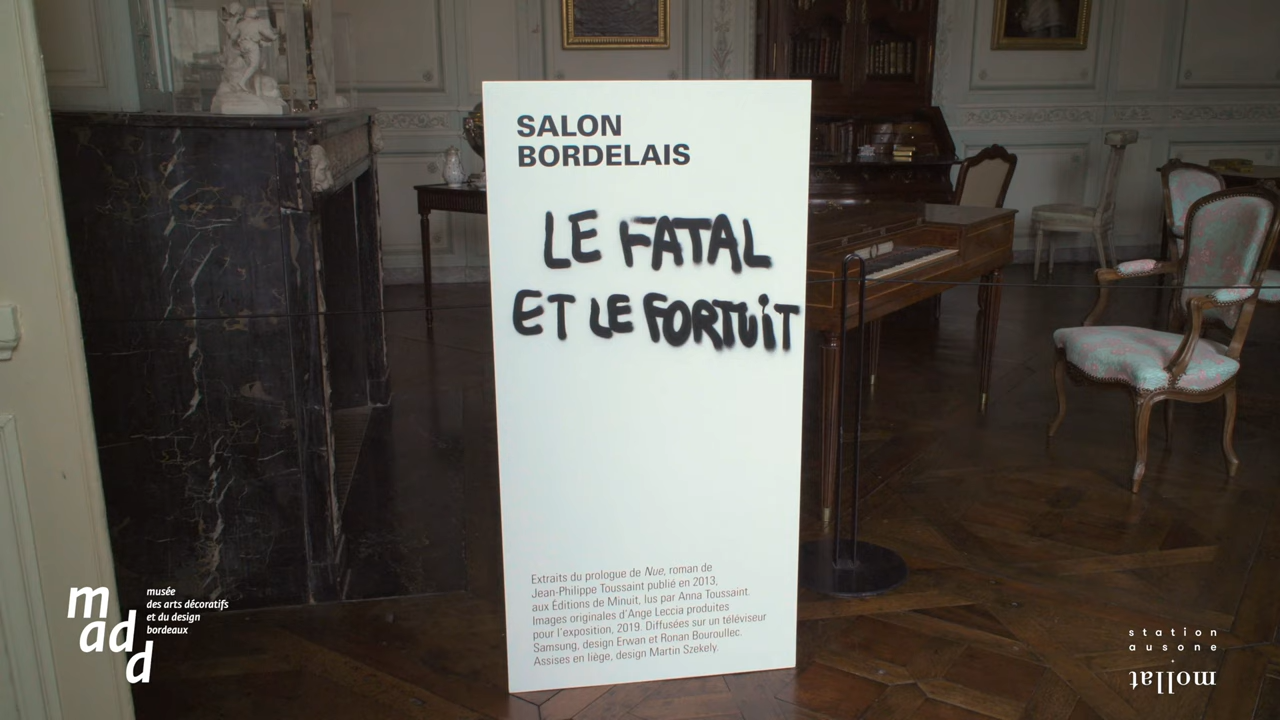 SALON
BORDELAIS
LE FATAL
ET LE FORTUIT
Extraits du prologue de Nue, roman de
Jean-Philippe Toussaint publié en 2013,
aux Éditions de Minuit, lus par Anna Toussaint.
Images originales d'Ange Leccia produites
pour l'exposition, 2019. Diffusées sur un téléviseur
Samsung, design Erwan et Ronan Bouroullec.
Assises en liège, design Martin Szekely.
madd
musée
des arts décoratifs
et du design
bordeaux
station
ausone
mollat